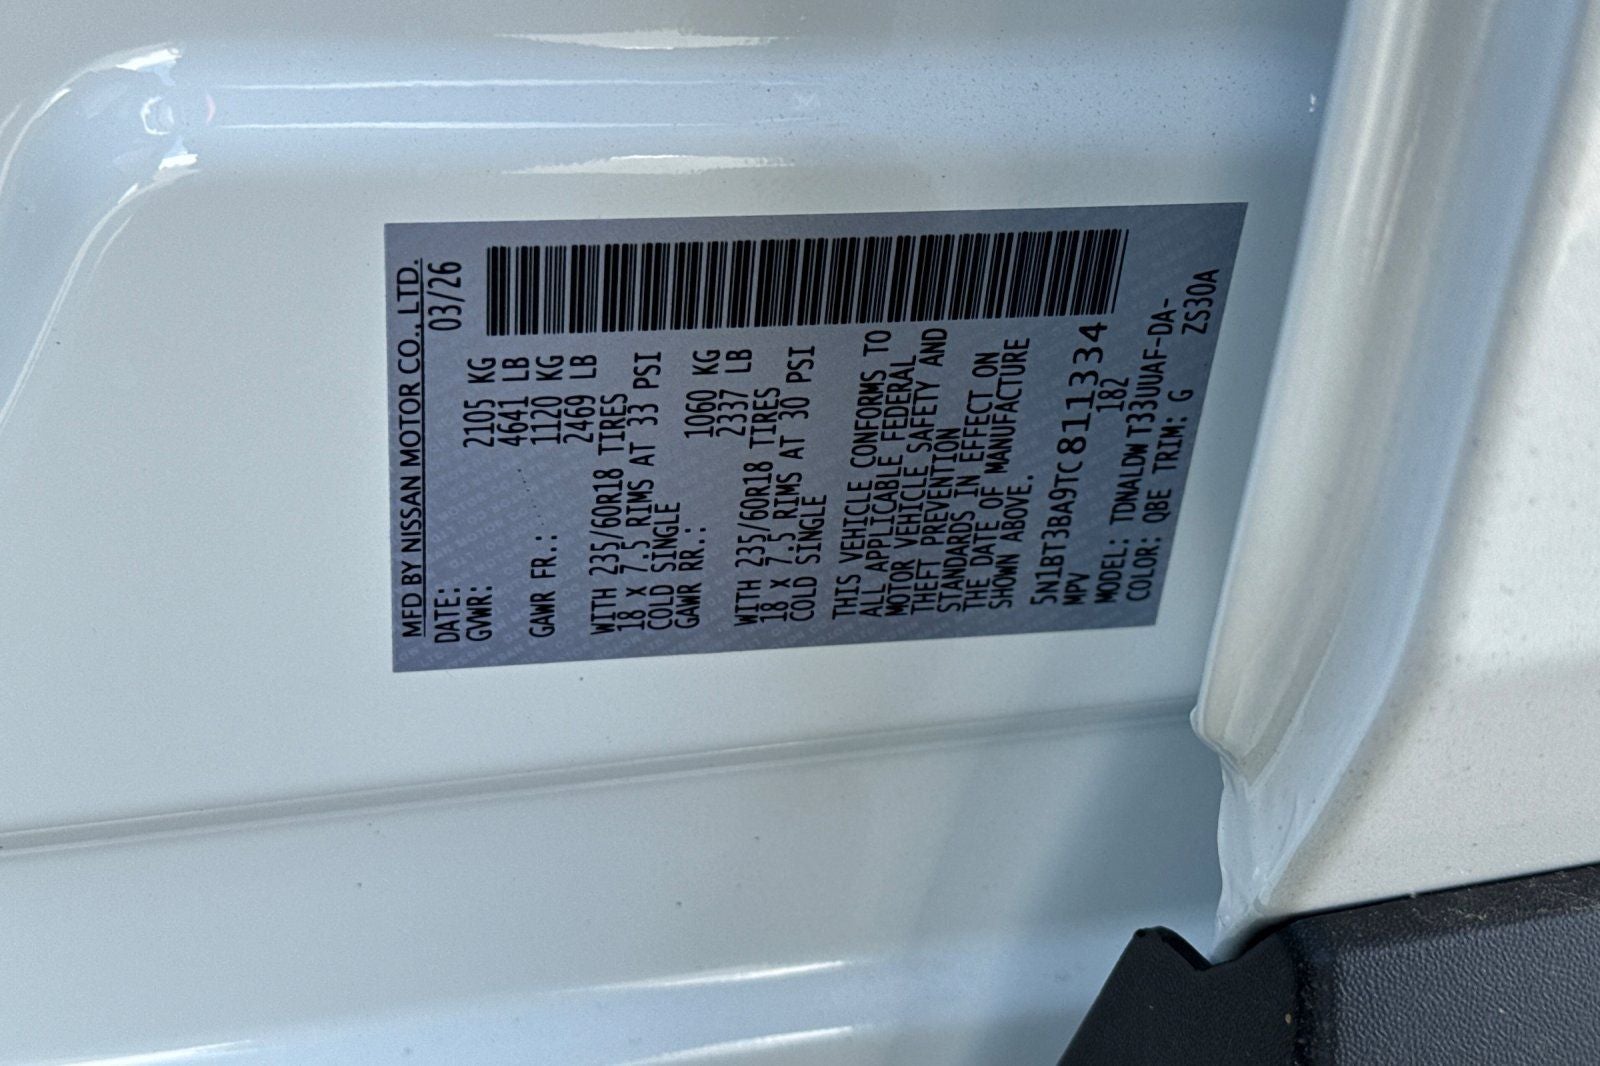 MFD BY NISSAN MOTOR CO., LTD.
DATE: 03/26
GVWR: 2105 KG
4641 LB
GAWR FR.: 1120 KG
2469 LB
WITH 235/60R18 TIRES
18 X 7.5 RIMS AT 33 PSI
COLD SINGLE
GAWR RR.: 1060 KG
2337 LB
WITH 235/60R18 TIRES
18 X 7.5 RIMS AT 30 PSI
COLD SINGLE
THIS VEHICLE CONFORMS TO
ALL APPLICABLE FEDERAL
MOTOR VEHICLE SAFETY AND
THEFT PREVENTION
STANDARDS IN EFFECT ON
THE DATE OF MANUFACTURE
SHOWN ABOVE.
5N1BT3BA9TC811334
MPV 182
MODEL: TDNALDWT33UUAF-DA-
COLOR: QBE TRIM: G ZS30A